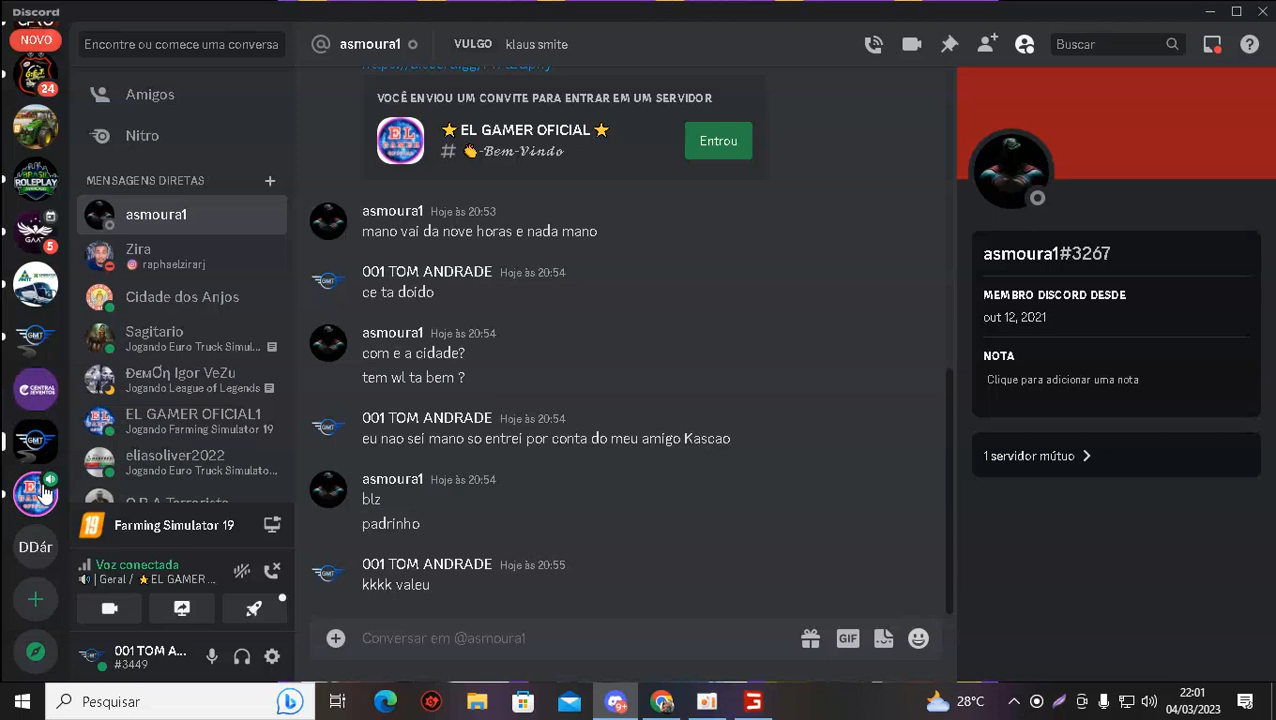 Discord
NOVO
24
5
DDár
Encontre ou comece uma conversa
Amigos
Nitro
MENSAGENS DIRETAS
asmoura1
Zira
raphaelzirarj
Cidade dos Anjos
Sagitario
Jogando Euro Truck Simul...
ĐємƠη Igor VeZu
Jogando League of Legends
EL GAMER OFICIAL1
Jogando Farming Simulator 19
eliasoliver2022
Jogando Euro Truck Simulato...
Farming Simulator 19
Voz conectada
| Geral / ⭐EL GAMER ...
001 TOM A...
#3449
@ asmoura1
VULGO klaus smite
Buscar
VOCÊ ENVIOU UM CONVITE PARA ENTRAR EM UM SERVIDOR
⭐EL GAMER OFICIAL⭐
# 👏-Bem-Vindo
Entrou
asmoura1 Hoje às 20:53
mano vai da nove horas e nada mano
001 TOM ANDRADE Hoje às 20:54
ce ta doido
asmoura1 Hoje às 20:54
com e a cidade?
tem wl ta bem ?
001 TOM ANDRADE Hoje às 20:54
eu nao sei mano so entrei por conta do meu amigo Kascao
asmoura1 Hoje às 20:54
blz
padrinho
001 TOM ANDRADE Hoje às 20:55
kkkk valeu
Conversar em @asmoura1
GIF
asmoura1#3267
MEMBRO DISCORD DESDE
out 12, 2021
NOTA
Clique para adicionar uma nota
1 servidor mútuo
Pesquisar
28°C
22:01
04/03/2023